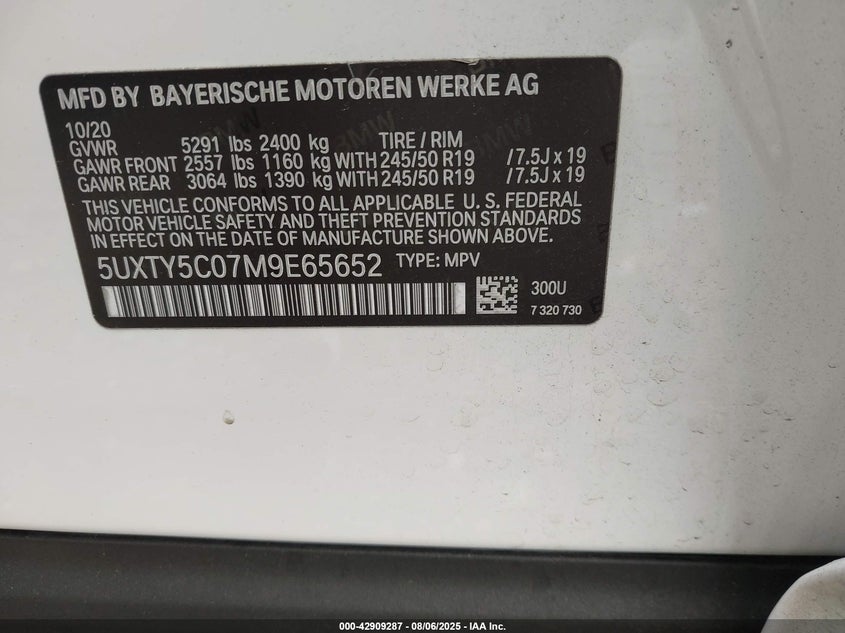 MFD BY BAYERISCHE MOTOREN WERKE AG
10/20
GVWR 5291 lbs 2400 kg TIRE / RIM
GAWR FRONT 2557 lbs 1160 kg WITH 245/50 R19 / 7.5J x 19
GAWR REAR 3064 lbs 1390 kg WITH 245/50 R19 / 7.5J x 19
THIS VEHICLE CONFORMS TO ALL APPLICABLE U. S. FEDERAL
MOTOR VEHICLE SAFETY AND THEFT PREVENTION STANDARDS
IN EFFECT ON THE DATE OF MANUFACTURE SHOWN ABOVE.
5UXTY5C07M9E65652 TYPE: MPV
300U
7 320 730
000-42909287 - 08/06/2025 - IAA Inc.